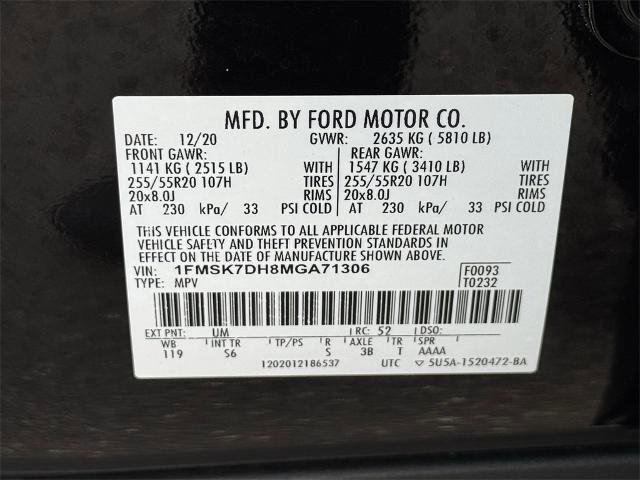 MFD. BY FORD MOTOR CO.
DATE: 12/20 GVWR: 2635 KG ( 5810 LB)
FRONT GAWR: REAR GAWR:
1141 KG ( 2515 LB) WITH 1547 KG ( 3410 LB) WITH
255/55R20 107H TIRES 255/55R20 107H TIRES
20x8.0J RIMS 20x8.0J RIMS
AT 230 kPa/ 33 PSI COLD AT 230 kPa/ 33 PSI COLD
THIS VEHICLE CONFORMS TO ALL APPLICABLE FEDERAL MOTOR
VEHICLE SAFETY AND THEFT PREVENTION STANDARDS IN
EFFECT ON THE DATE OF MANUFACTURE SHOWN ABOVE.
VIN: 1FMSK7DH8MGA71306 F0093
TYPE: MPV T0232
EXT PNT: UM RC: 52 DSO:
WB INT TR TP/PS R AXLE TR SPR
119 S6 S 3B T AAAA
1202012186537 UTC ▽ 5U5A-1520472-BA